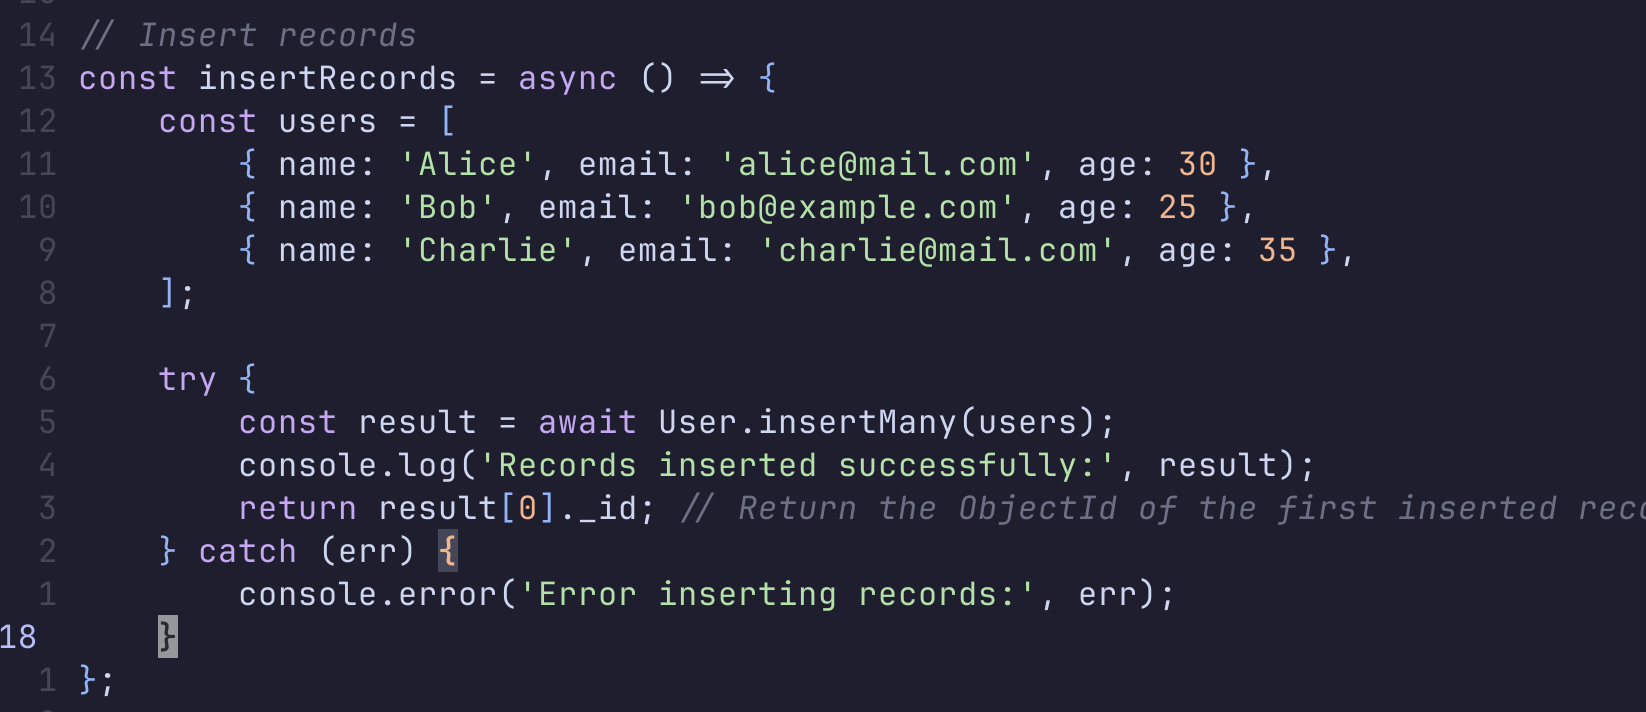 14 // Insert records
13 const insertRecords = async () => {
12     const users = [
11         { name: 'Alice', email: 'alice@mail.com', age: 30 },
10         { name: 'Bob', email: 'bob@example.com', age: 25 },
9         { name: 'Charlie', email: 'charlie@mail.com', age: 35 },
8     ];
7
6     try {
5         const result = await User.insertMany(users);
4         console.log('Records inserted successfully:', result);
3         return result[0]._id; // Return the ObjectId of the first inserted
2     } catch (err) {
1         console.error('Error inserting records:', err);
18     }
1 };